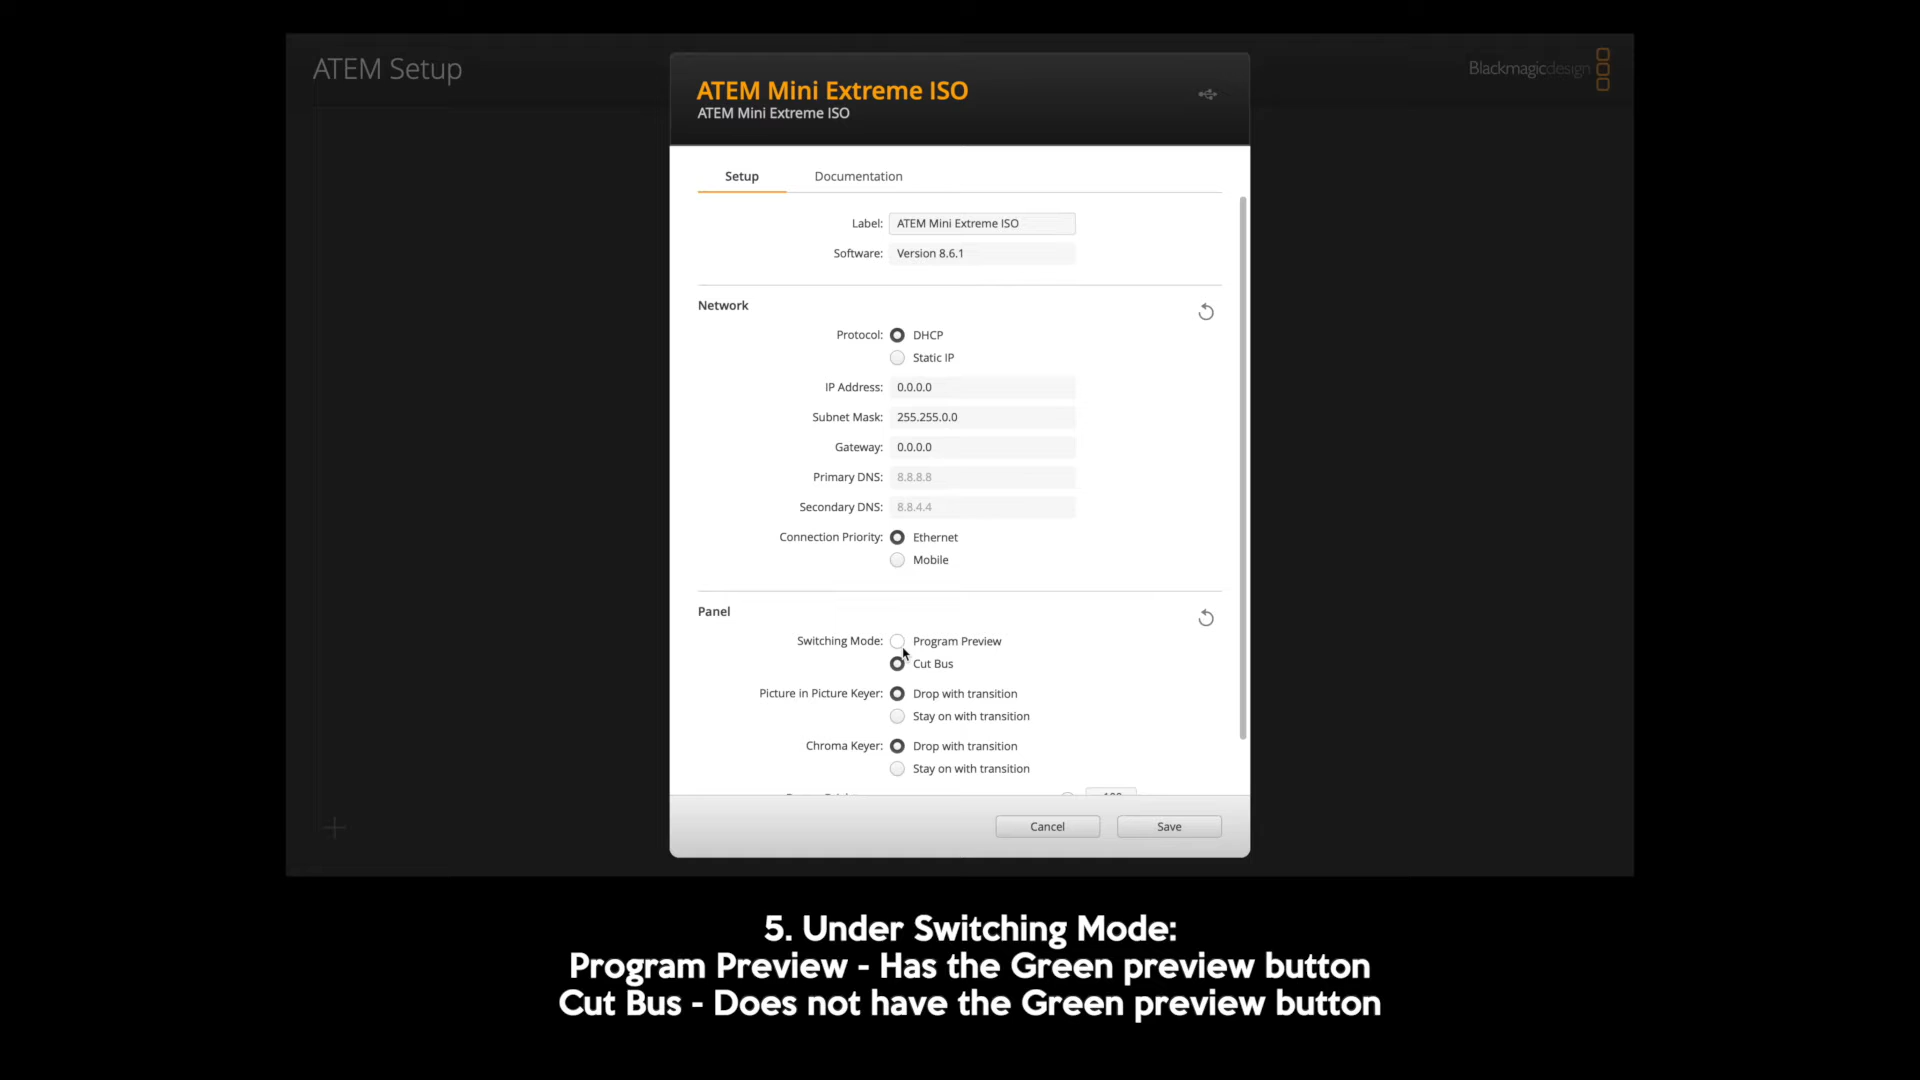 ATEM Setup
Blackmagicdesign
ATEM Mini Extreme ISO
ATEM Mini Extreme ISO
Setup Documentation
Label: ATEM Mini Extreme ISO
Software: Version 8.6.1
Network
Protocol: DHCP
Static IP
IP Address: 0.0.0.0
Subnet Mask: 255.255.0.0
Gateway: 0.0.0.0
Primary DNS: 8.8.8.8
Secondary DNS: 8.8.4.4
Connection Priority: Ethernet
Mobile
Panel
Switching Mode: Program Preview
Cut Bus
Picture in Picture Keyer: Drop with transition
Stay on with transition
Chroma Keyer: Drop with transition
Stay on with transition
Cancel Save
5. Under Switching Mode:
Program Preview - Has the Green preview button
Cut Bus - Does not have the Green preview button